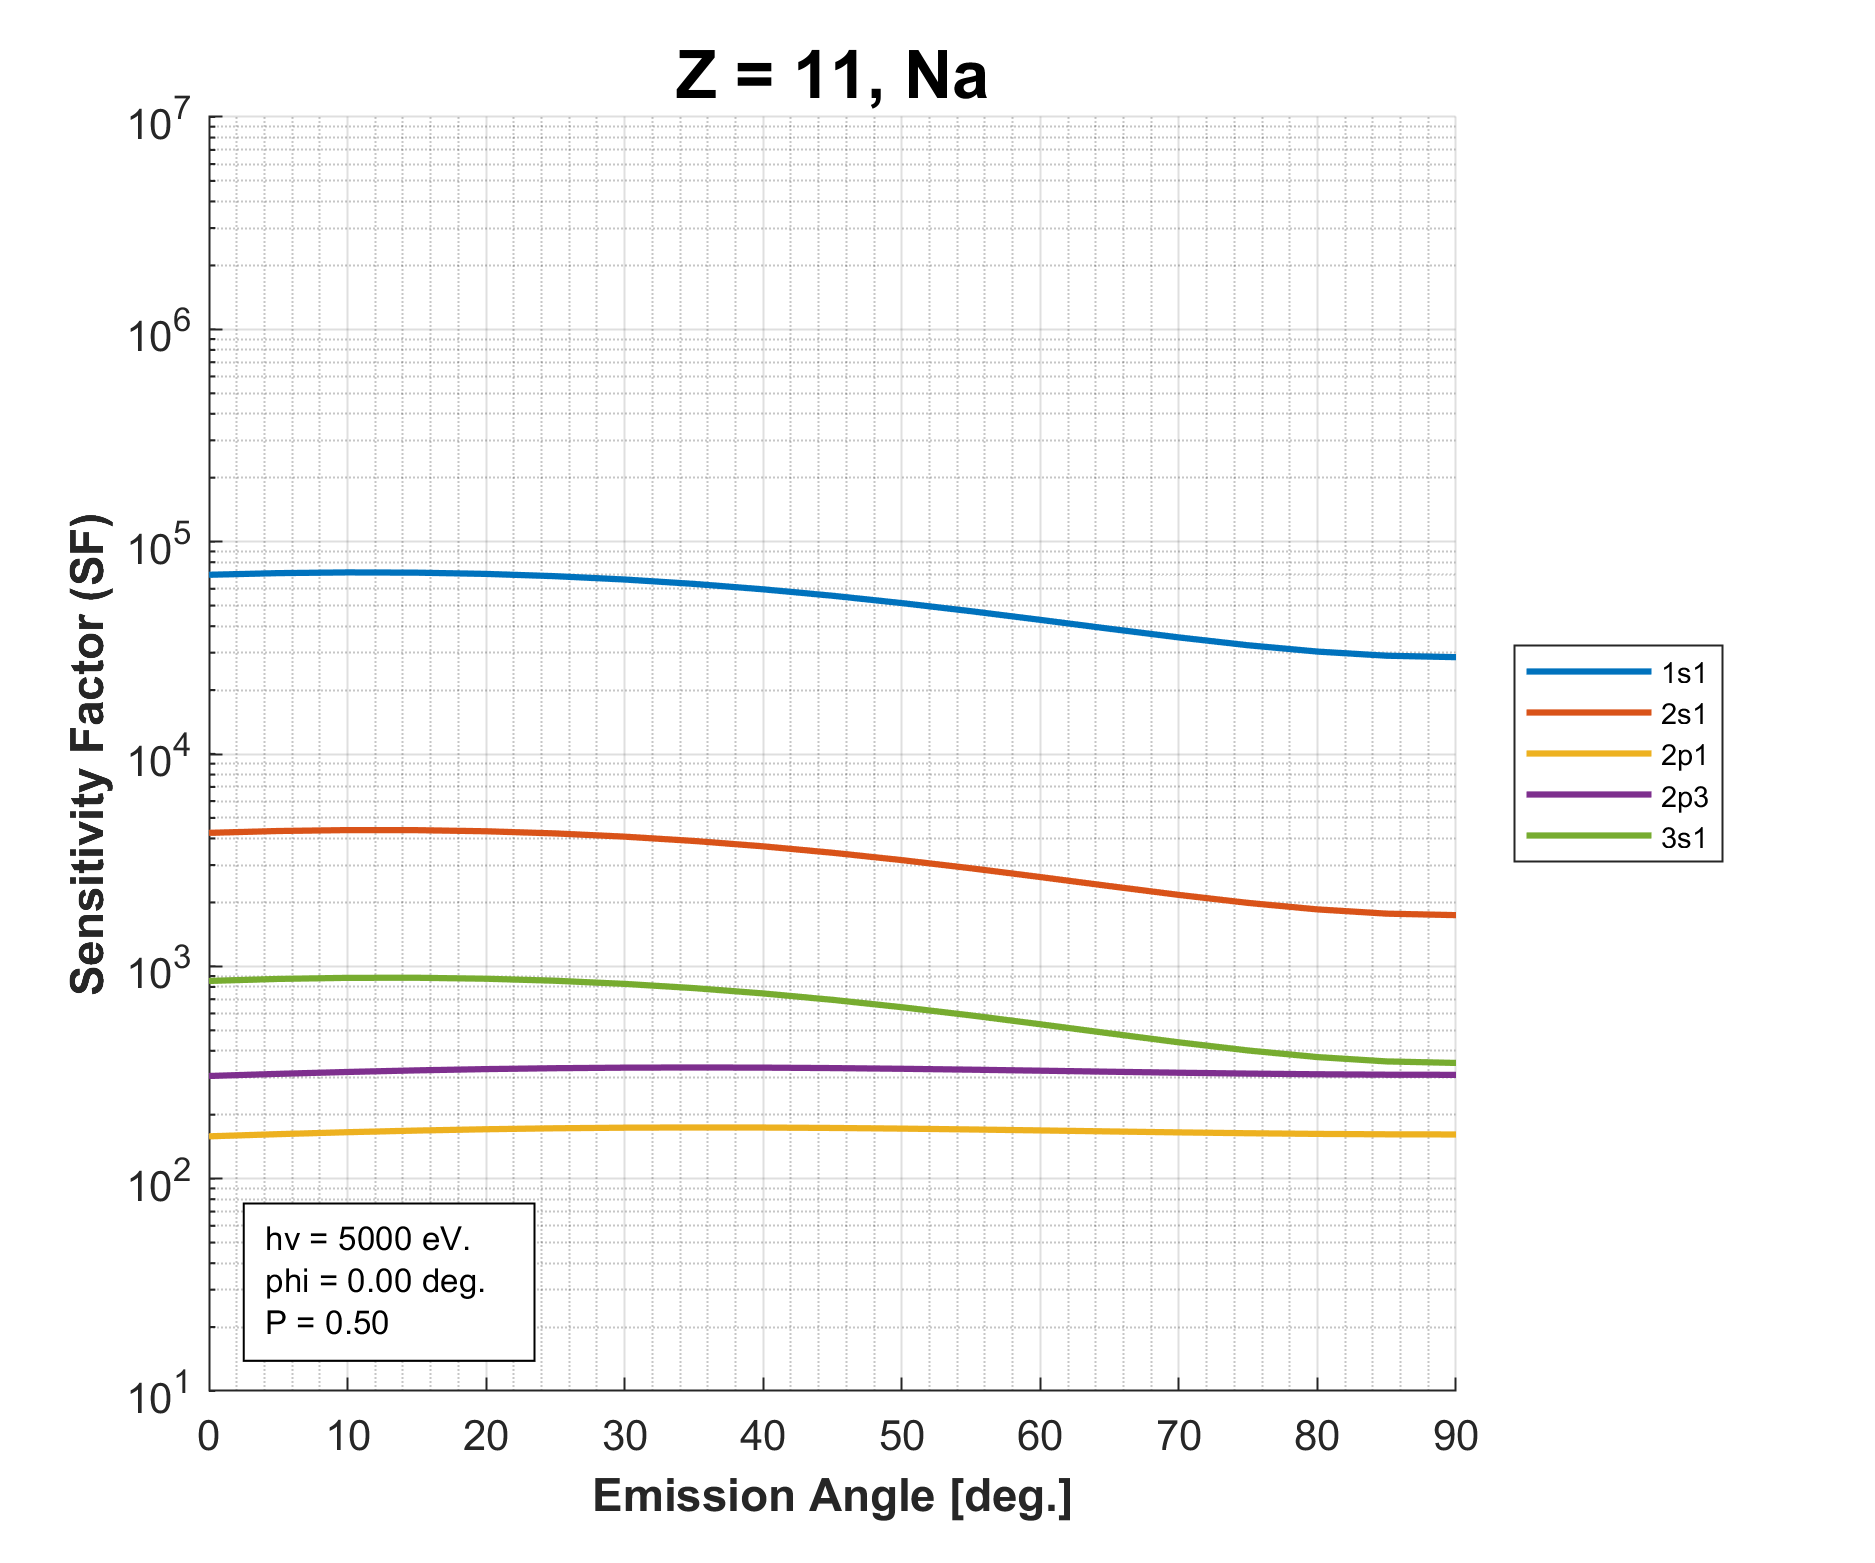 Z = 11, Na
10^7
10^6
10^5
10^4
10^3
10^2
10^1
Sensitivity Factor (SF)
0 10 20 30 40 50 60 70 80 90
Emission Angle [deg.]
hv = 5000 eV.
phi = 0.00 deg.
P = 0.50
1s1
2s1
2p1
2p3
3s1